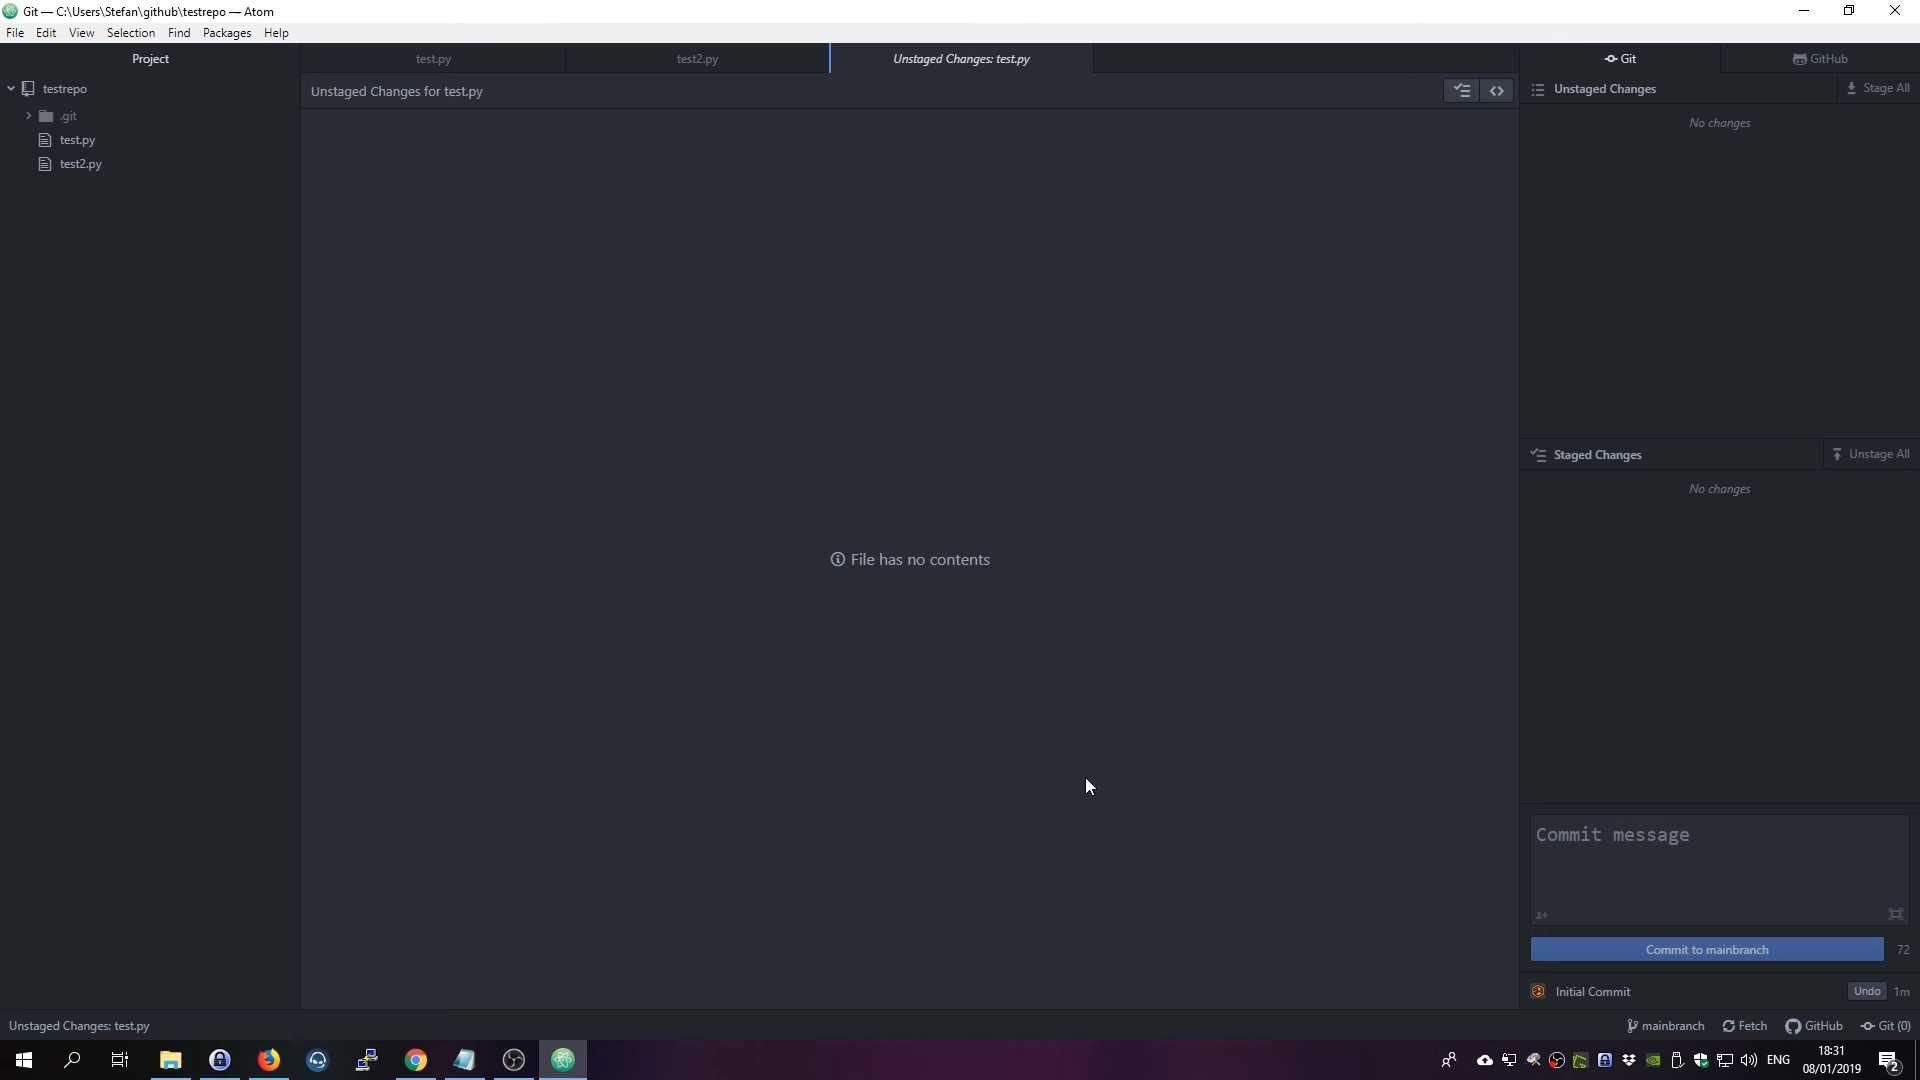 Git — C:\Users\Stefan\github\testrepo — Atom
File Edit View Selection Find Packages Help
Project
test.py
test2.py
Unstaged Changes: test.py
Git
GitHub
testrepo
.git
test.py
test2.py
Unstaged Changes for test.py
File has no contents
Unstaged Changes
Stage All
No changes
Staged Changes
Unstage All
No changes
Commit message
Commit to mainbranch
72
Initial Commit
Undo
1m
Unstaged Changes: test.py
mainbranch
Fetch
GitHub
Git (0)
ENG
18:31
08/01/2019
2